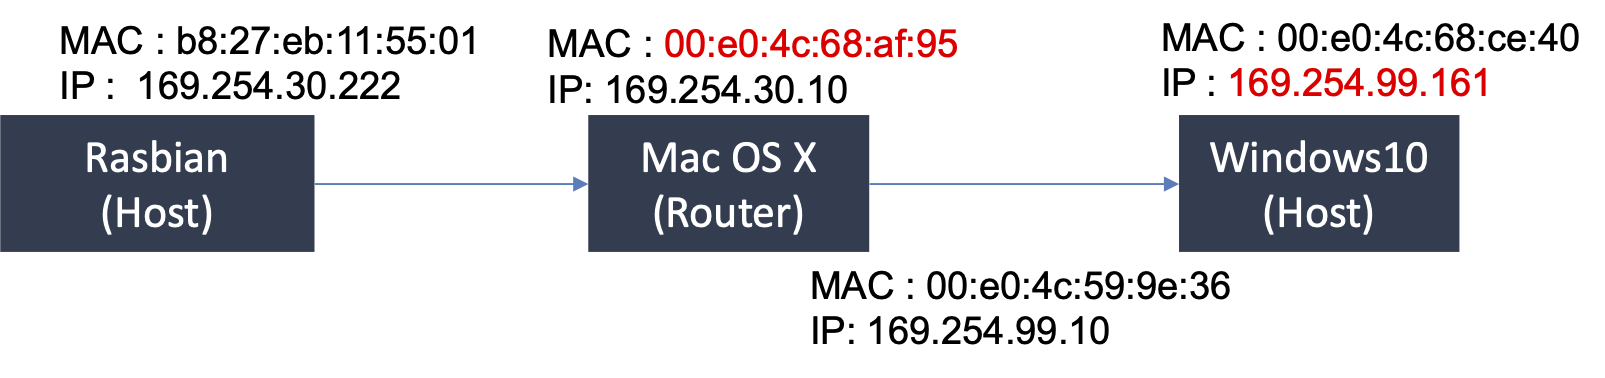 MAC : b8:27:eb:11:55:01
IP :  169.254.30.222
MAC : 00:e0:4c:68:af:95
IP: 169.254.30.10
MAC : 00:e0:4c:68:ce:40
IP : 169.254.99.161
Rasbian
(Host)
Mac OS X
(Router)
Windows10
(Host)
MAC : 00:e0:4c:59:9e:36
IP: 169.254.99.10